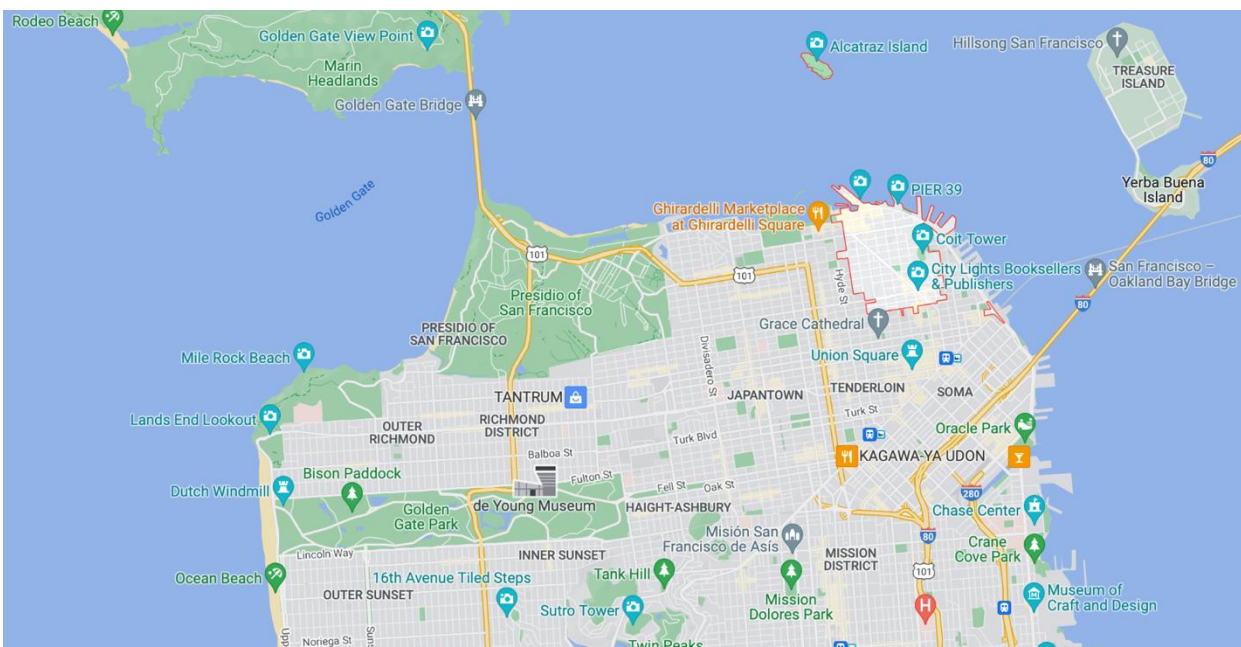 Rodeo Beach
Golden Gate View Point
Marin
Headlands
Golden Gate Bridge
Alcatraz Island
Hillsong San Francisco
TREASURE
ISLAND
80
Yerba Buena
Island
Golden Gate
PIER 39
Ghirardelli Marketplace
at Ghirardelli Square
Coit Tower
101
101
Hyde St
City Lights Booksellers
& Publishers
San Francisco –
Oakland Bay Bridge
80
Presidio of
San Francisco
PRESIDIO OF
SAN FRANCISCO
Grace Cathedral
Divisadero St
Mile Rock Beach
Union Square
TANTRUM
JAPANTOWN
TENDERLOIN
SOMA
Lands End Lookout
OUTER
RICHMOND
RICHMOND
DISTRICT
Turk St
Turk Blvd
Oracle Park
Balboa St
KAGAWA-YA UDON
Bison Paddock
Fulton St
Fell St
Oak St
280
Dutch Windmill
Golden
Gate Park
de Young Museum
HAIGHT-ASHBURY
Chase Center
Misión San
Francisco de Asís
80
Crane
Cove Park
Lincoln Way
INNER SUNSET
MISSION
DISTRICT
101
Ocean Beach
OUTER SUNSET
16th Avenue Tiled Steps
Tank Hill
Sutro Tower
Mission
Dolores Park
H
Museum of
Craft and Design
Noriega St
Twin Peaks